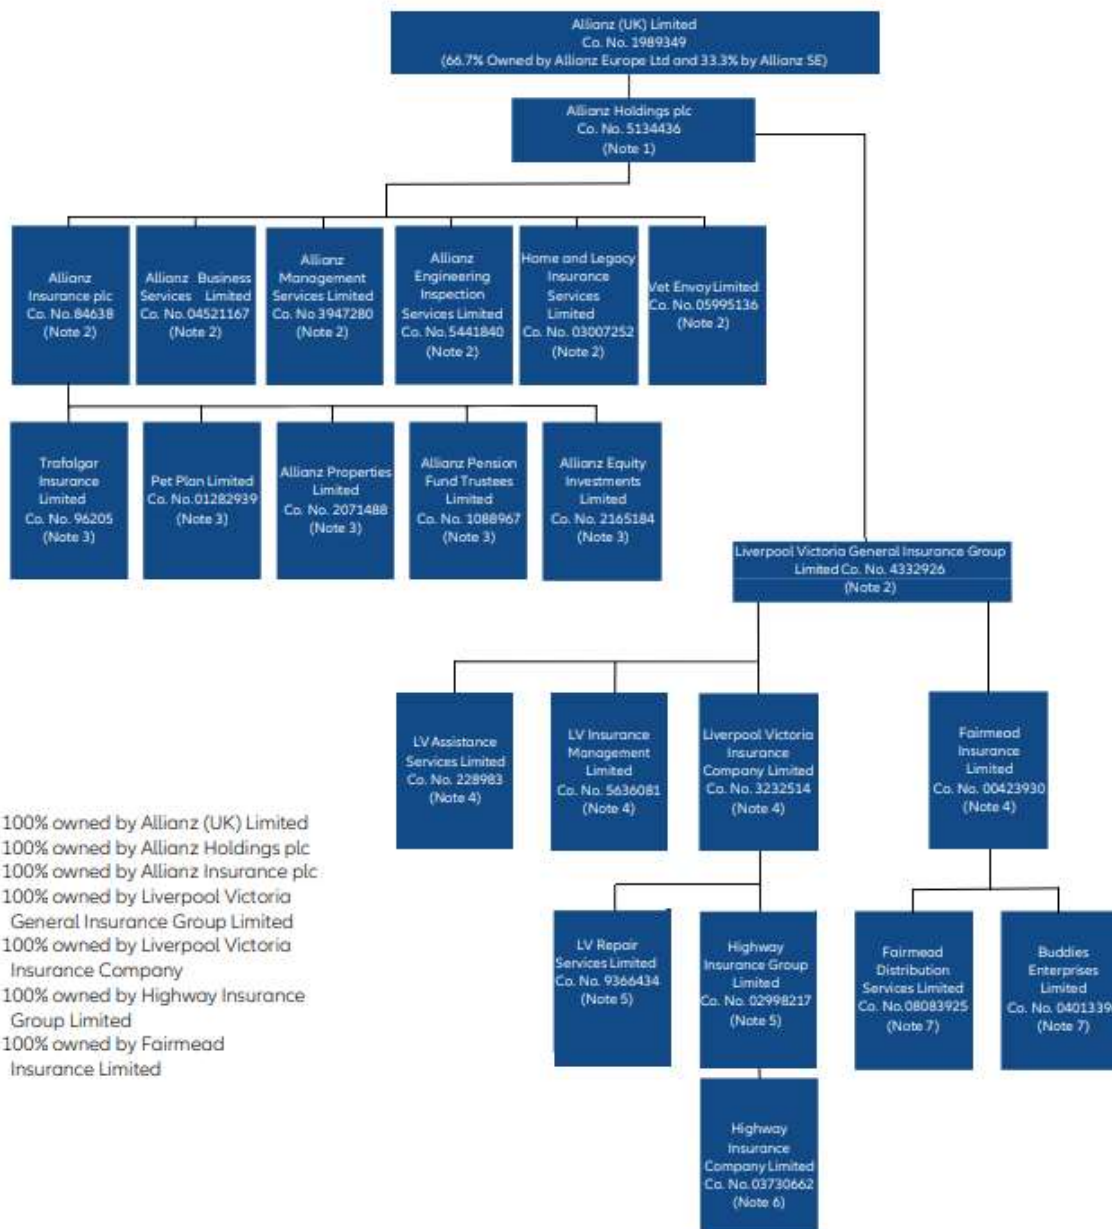 Allianz (UK) Limited
Co. No. 1989349
(66.7% Owned by Allianz Europe Ltd and 33.3% by Allianz SE)
Allianz Holdings plc
Co. No. 5134436
(Note 1)
Allianz
Insurance plc
Co. No.84638
(Note 2)
Allianz Business
Services Limited
Co. No.04521167
(Note 2)
Allianz
Management
Services Limited
Co. No 3947280
(Note 2)
Allianz
Engineering
Inspection
Services Limited
Co. No. 5441840
(Note 2)
Home and Legacy
Insurance
Services
Limited
Co. No. 03007252
(Note 2)
Vet Envoy Limited
Co. No.05995136
(Note 2)
Trafalgar
Insurance
Limited
Co. No. 96205
(Note 3)
Pet Plan Limited
Co. No.01282939
(Note 3)
Allianz Properties
Limited
Co. No. 2071488
(Note 3)
Allianz Pension
Fund Trustees
Limited
Co. No. 1088967
(Note 3)
Allianz Equity
Investments
Limited
Co. No. 2165184
(Note 3)
Liverpool Victoria General Insurance Group
Limited Co. No. 4332926
(Note 2)
LV Assistance
Services Limited
Co. No. 228983
(Note 4)
LV Insurance
Management
Limited
Co. No. 5636081
(Note 4)
Liverpool Victoria
Insurance
Company Limited
Co. No. 3232514
(Note 4)
Fairmead
Insurance
Limited
Co. No. 00423930
(Note 4)
100% owned by Allianz (UK) Limited
100% owned by Allianz Holdings plc
100% owned by Allianz Insurance plc
100% owned by Liverpool Victoria
General Insurance Group Limited
100% owned by Liverpool Victoria
Insurance Company
100% owned by Highway Insurance
Group Limited
100% owned by Fairmead
Insurance Limited
LV Repair
Services Limited
Co. No. 9366434
(Note 5)
Highway
Insurance Group
Limited
Co. No. 02998217
(Note 5)
Fairmead
Distribution
Services Limited
Co. No.08083925
(Note 7)
Buddies
Enterprises
Limited
Co. No. 0401339
(Note 7)
Highway
Insurance
Company Limited
Co. No. 03730662
(Note 6)